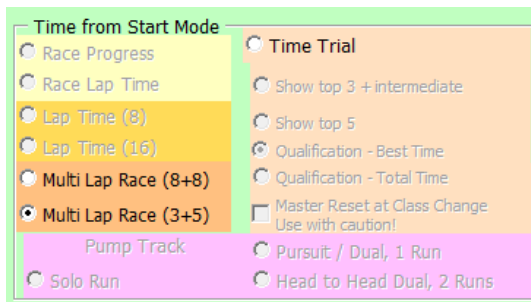 Time from Start Mode
Race Progress
Race Lap Time
Lap Time (8)
Lap Time (16)
Multi Lap Race (8+8)
Multi Lap Race (3+5)
Time Trial
Show top 3 + intermediate
Show top 5
Qualification - Best Time
Qualification - Total Time
Master Reset at Class Change
Use with caution!
Pump Track
Solo Run
Pursuit / Dual, 1 Run
Head to Head Dual, 2 Runs